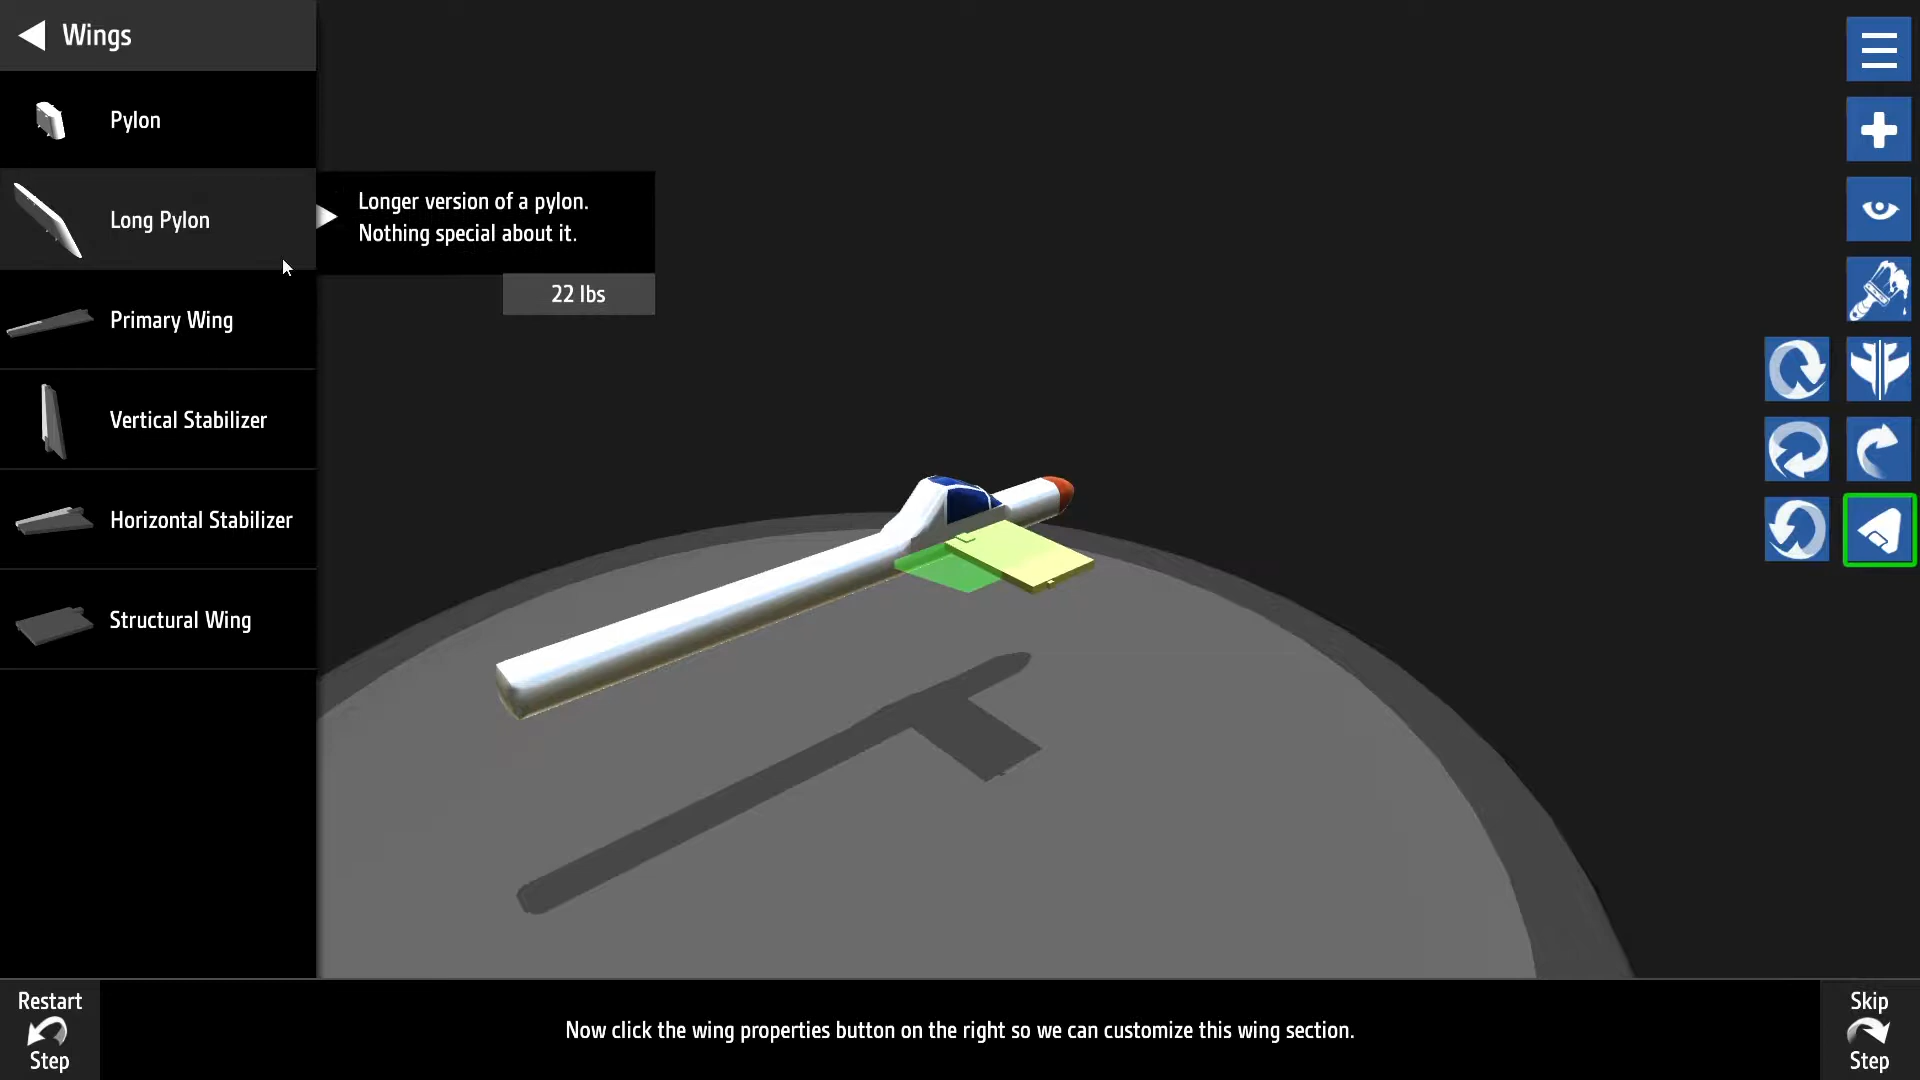 Wings
Pylon
Long Pylon
Longer version of a pylon.
Nothing special about it.
22 lbs
Primary Wing
Vertical Stabilizer
Horizontal Stabilizer
Structural Wing
Restart
Step
Now click the wing properties button on the right so we can customize this wing section.
Skip
Step